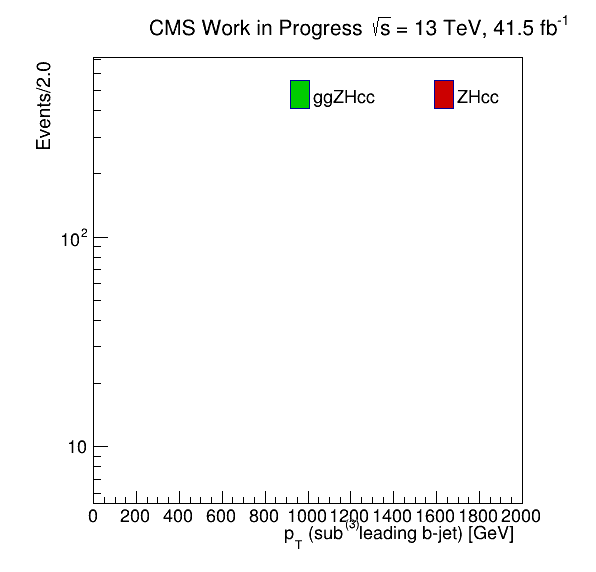 CMS Work in Progress √s = 13 TeV, 41.5 fb⁻¹
Events/2.0
ggZHcc ZHcc
10²
10
0 200 400 600 800 1000 1200 1400 1600 1800 2000
p_T (sub⁽³⁾leading b-jet) [GeV]